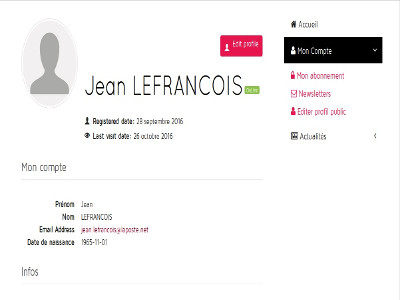 Edit profile
Jean LEFRANCOIS
Registered date: 28 septembre 2016
Last visit date: 26 octobre 2016
Mon compte
Prénom Jean
Nom LEFRANCOIS
Email Address jean.lefrancois@laposte.net
Date de naissance 1965-11-01
Infos
Accueil
Mon Compte
Mon abonnement
Newsletters
Editer profil public
Actualités